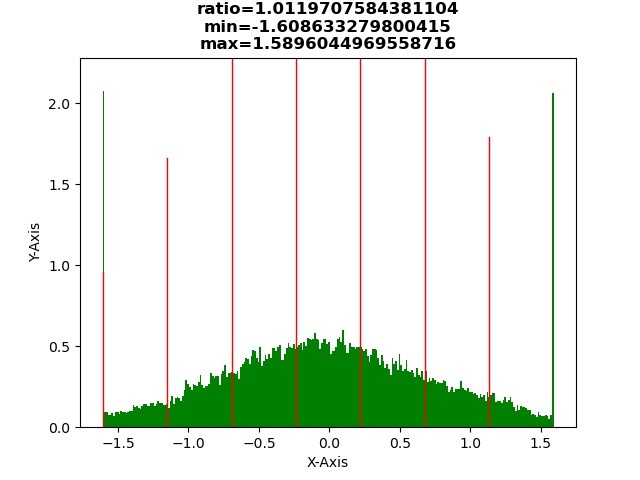 ratio=1.0119707584381104
min=-1.608633279800415
max=1.5896044969558716
2.0
1.5
1.0
0.5
0.0
Y-Axis
−1.5 −1.0 −0.5 0.0 0.5 1.0 1.5
X-Axis